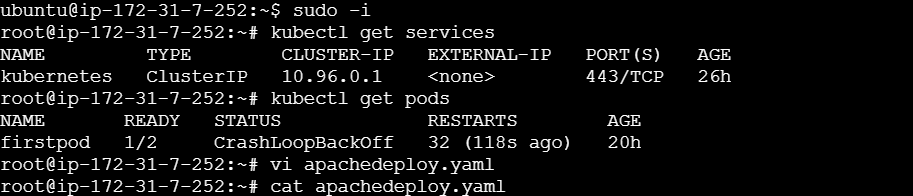 ubuntu@ip-172-31-7-252:~$ sudo -i
root@ip-172-31-7-252:~# kubectl get services
NAME         TYPE        CLUSTER-IP   EXTERNAL-IP   PORT(S)   AGE
kubernetes   ClusterIP   10.96.0.1    <none>        443/TCP   26h
root@ip-172-31-7-252:~# kubectl get pods
NAME       READY   STATUS             RESTARTS        AGE
firstpod   1/2     CrashLoopBackOff   32 (118s ago)   20h
root@ip-172-31-7-252:~# vi apachedeploy.yaml
root@ip-172-31-7-252:~# cat apachedeploy.yaml